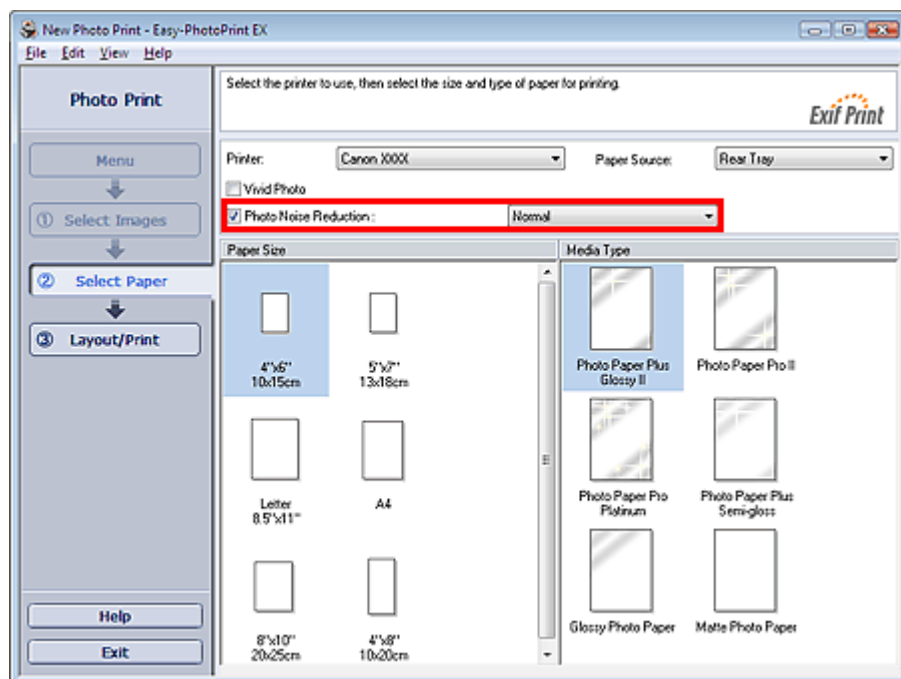 New Photo Print - Easy-PhotoPrint EX
File Edit View Help
Photo Print
Select the printer to use, then select the size and type of paper for printing.
Exif Print
Menu
① Select Images
② Select Paper
③ Layout/Print
Help
Exit
Printer: Canon XXXX Paper Source: Rear Tray
Vivid Photo
Photo Noise Reduction : Normal
Paper Size
4"x6"
10x15cm
5"x7"
13x18cm
Letter
8.5"x11"
A4
8"x10"
20x25cm
4"x8"
10x20cm
Media Type
Photo Paper Plus
Glossy II
Photo Paper Pro II
Photo Paper Pro
Platinum
Photo Paper Plus
Semi-gloss
Glossy Photo Paper
Matte Photo Paper